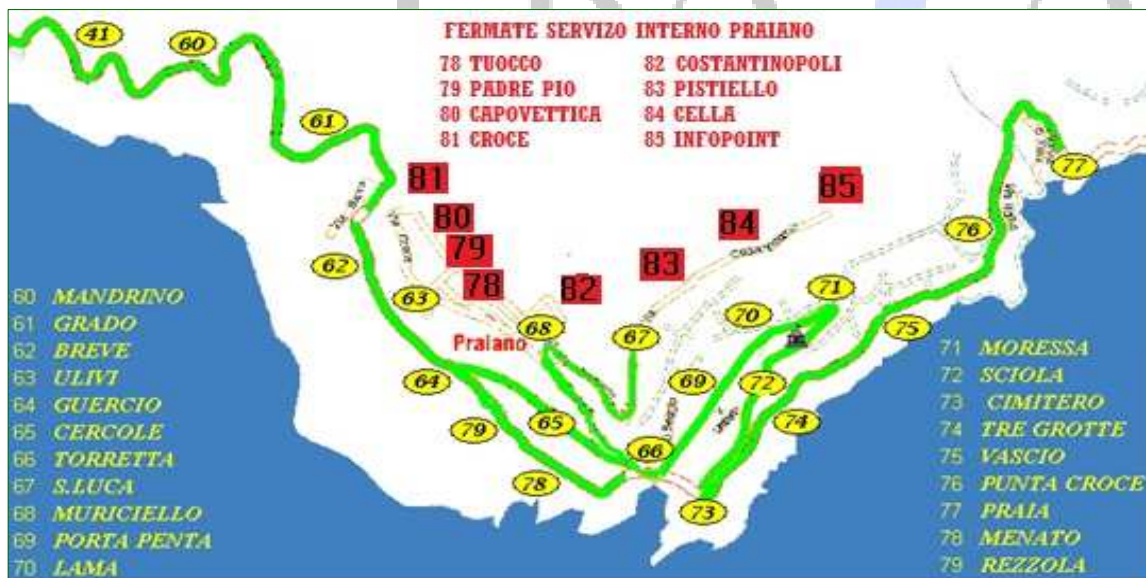 FERMATE SERVIZO INTERNO PRAIANO
78 TUOCCO
79 PADRE PIO
80 CAPOVETTICA
81 CROCE
82 COSTANTINOPOLI
83 PISTIELLO
84 CELLA
85 INFOPOINT
41
60
61
81
80
79
78
82
83
84
85
77
76
62
63
68
67
70
71
Praiano
64
69
72
75
79
65
66
74
78
73
60 MANDRINO
61 GRADO
62 BREVE
63 ULIVI
64 GUERCIO
65 CERCOLE
66 TORRETTA
67 S.LUCA
68 MURICIELLO
69 PORTA PENTA
70 LAMA
71 MORESSA
72 SCIOLA
73 CIMITERO
74 TRE GROTTE
75 VASCIO
76 PUNTA CROCE
77 PRAIA
78 MENATO
79 REZZOLA